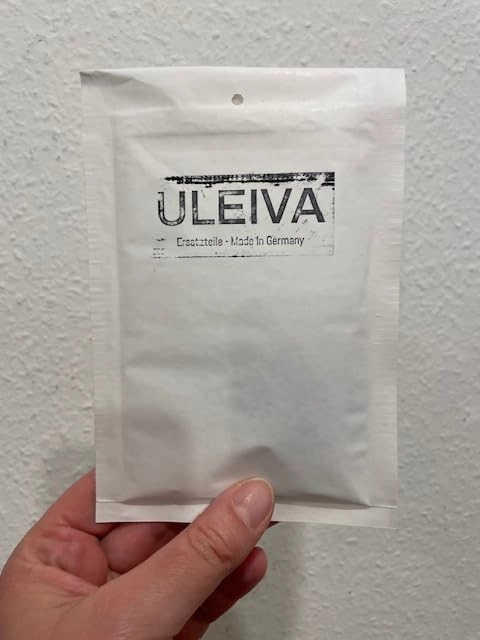 ULEIVA
Ersatzteile - Made in Germany